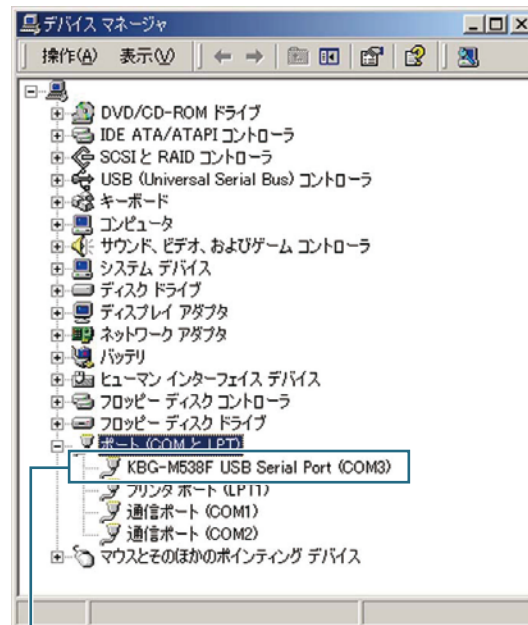 デバイス マネージャ
操作(A) 表示(V)
DVD/CD-ROM ドライブ
IDE ATA/ATAPI コントローラ
SCSI と RAID コントローラ
USB (Universal Serial Bus) コントローラ
キーボード
コンピュータ
サウンド、ビデオ、およびゲーム コントローラ
システム デバイス
ディスク ドライブ
ディスプレイ アダプタ
ネットワーク アダプタ
バッテリ
ヒューマン インターフェイス デバイス
フロッピー ディスク コントローラ
フロッピー ディスク ドライブ
ポート (COM と LPT)
KBG-M538F USB Serial Port (COM3)
プリンタ ポート (LPT1)
通信ポート (COM1)
通信ポート (COM2)
マウスとそのほかのポインティング デバイス